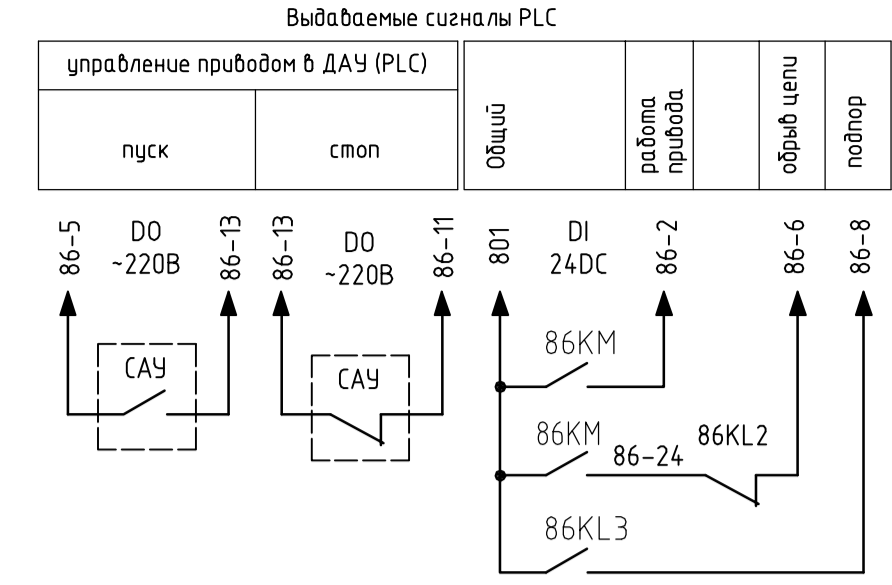 Выдаваемые сигналы PLC
управление приводом в ДАУ (PLC)
пуск
стоп
Общий
работа
привода
обрыв цепи
подпор
86-5
DO
~220В
86-13
86-13
DO
~220В
86-11
801
DI
24DC
86-2
86-6
86-8
САУ
САУ
86КМ
86КМ
86-24
86KL2
86KL3